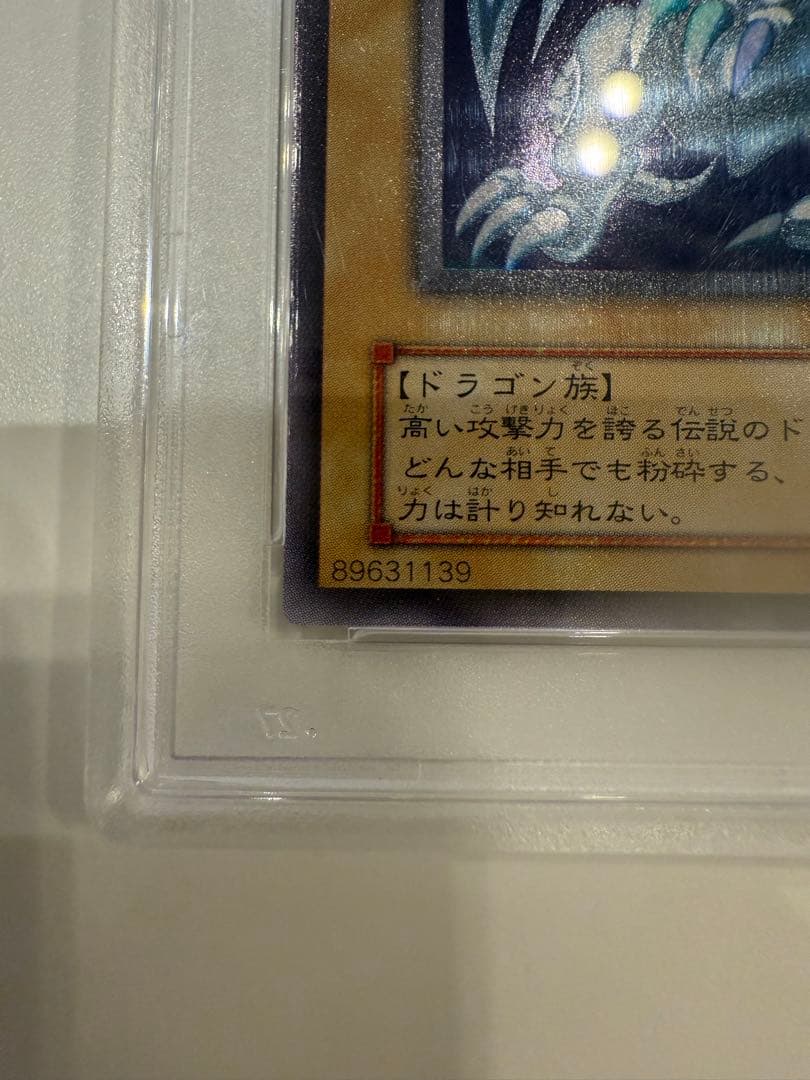 【ドラゴン族】
高い攻撃力を誇る伝説のド
どんな相手でも粉砕する、
力は計り知れない。
89631139